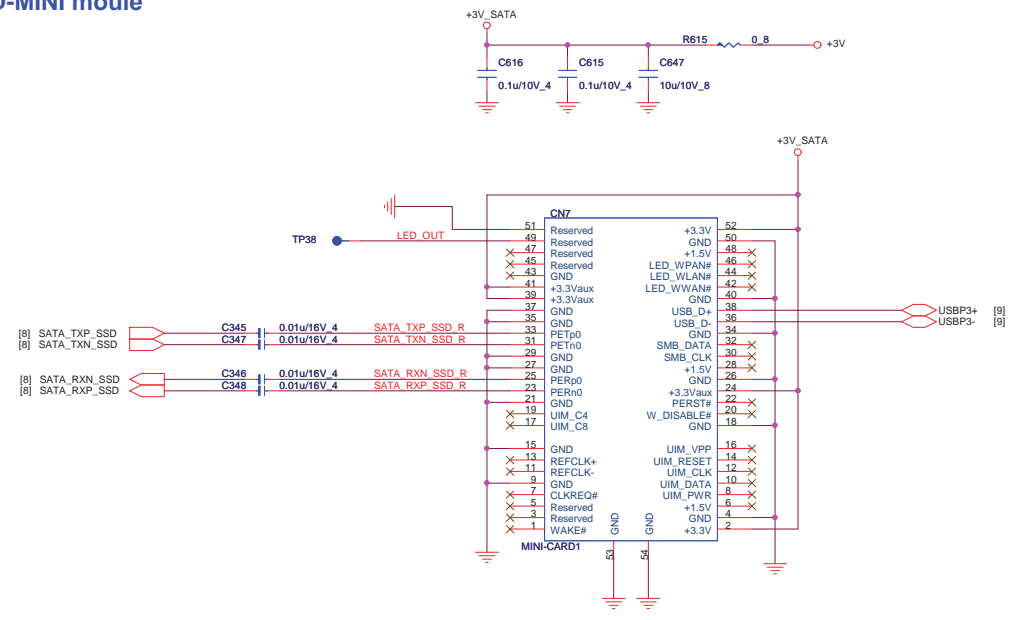 D-MINI moule
+3V_SATA
R615 0_8 +3V
C616 C615 C647
0.1u/10V_4 0.1u/10V_4 10u/10V_8
+3V_SATA
CN7
51 Reserved +3.3V 52
TP38 LED_OUT 49 Reserved GND 50
47 Reserved +1.5V 48
45 Reserved LED_WPAN# 46
43 GND LED_WLAN# 44
41 +3.3Vaux LED_WWAN# 42
39 +3.3Vaux GND 40
37 GND USB_D+ 38 USBP3+ [9]
35 GND USB_D- 36 USBP3- [9]
[8] SATA_TXP_SSD C345 0.01u/16V_4 SATA_TXP_SSD_R 33 PETp0 GND 34
[8] SATA_TXN_SSD C347 0.01u/16V_4 SATA_TXN_SSD_R 31 PETn0 SMB_DATA 32
29 GND SMB_CLK 30
27 GND +1.5V 28
[8] SATA_RXN_SSD C346 0.01u/16V_4 SATA_RXN_SSD_R 25 PERp0 GND 26
[8] SATA_RXP_SSD C348 0.01u/16V_4 SATA_RXP_SSD_R 23 PERn0 +3.3Vaux 24
21 GND PERST# 22
19 UIM_C4 W_DISABLE# 20
17 UIM_C8 GND 18
15 GND UIM_VPP 16
13 REFCLK+ UIM_RESET 14
11 REFCLK- UIM_CLK 12
9 GND UIM_DATA 10
7 CLKREQ# UIM_PWR 8
5 Reserved +1.5V 6
3 Reserved GND 4
1 WAKE# +3.3V 2
GND GND
MINI-CARD1
53 54